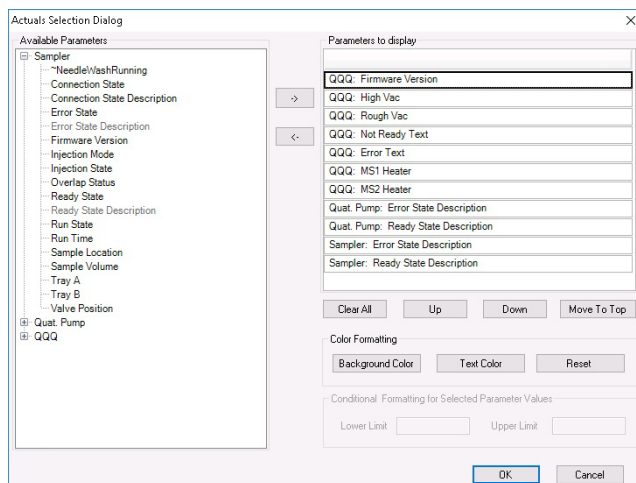 Actuals Selection Dialog
Available Parameters
Sampler
~NeedleWashRunning
Connection State
Connection State Description
Error State
Error State Description
Firmware Version
Injection Mode
Injection State
Overlap Status
Ready State
Ready State Description
Run State
Run Time
Sample Location
Sample Volume
Tray A
Tray B
Valve Position
Quat. Pump
QQQ
->
<-
Parameters to display
QQQ: Firmware Version
QQQ: High Vac
QQQ: Rough Vac
QQQ: Not Ready Text
QQQ: Error Text
QQQ: MS1 Heater
QQQ: MS2 Heater
Quat. Pump: Error State Description
Quat. Pump: Ready State Description
Sampler: Error State Description
Sampler: Ready State Description
Clear All Up Down Move To Top
Color Formatting
Background Color Text Color Reset
Conditional Formatting for Selected Parameter Values
Lower Limit Upper Limit
OK Cancel